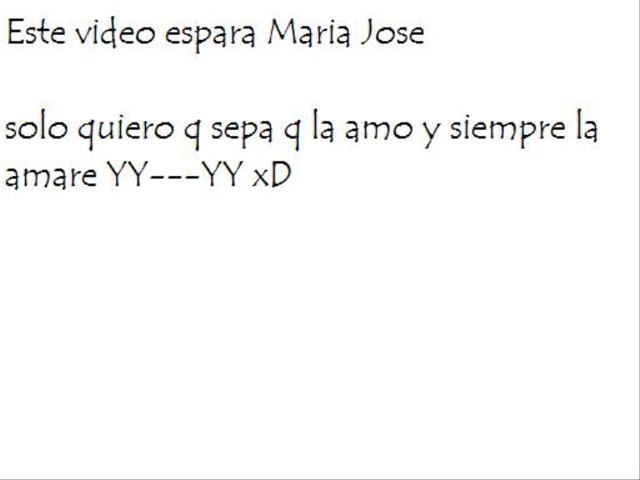 Este video espara Maria Jose
solo quiero q sepa q la amo y siempre la
amare YY---YY xD